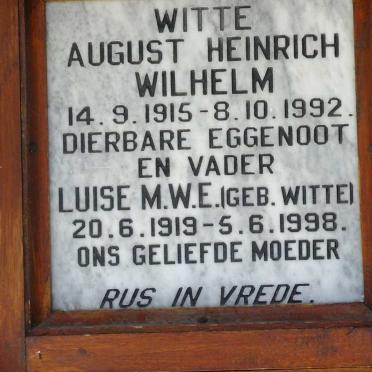 WITTE
AUGUST HEINRICH
WILHELM
14.9.1915-8.10.1992.
DIERBARE EGGENOOT
EN VADER
LUISE M.W.E.(GEB. WITTE)
20.6.1919-5.6.1998.
ONS GELIEFDE MOEDER
RUS IN VREDE.